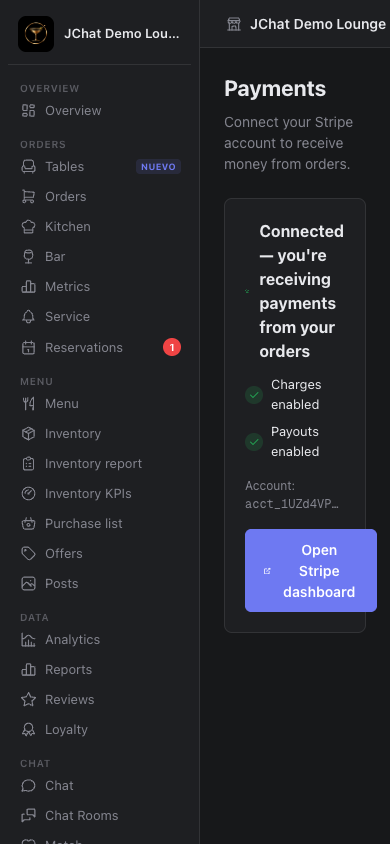 JChat Demo Lou...
OVERVIEW
Overview
ORDERS
Tables NUEVO
Orders
Kitchen
Bar
Metrics
Service
Reservations 1
MENU
Menu
Inventory
Inventory report
Inventory KPIs
Purchase list
Offers
Posts
DATA
Analytics
Reports
Reviews
Loyalty
CHAT
Chat
Chat Rooms
Match
JChat Demo Lounge
Payments
Connect your Stripe
account to receive
money from orders.
Connected
— you're
receiving
payments
from your
orders
Charges
enabled
Payouts
enabled
Account:
acct_1UZd4VP…
Open
Stripe
dashboard